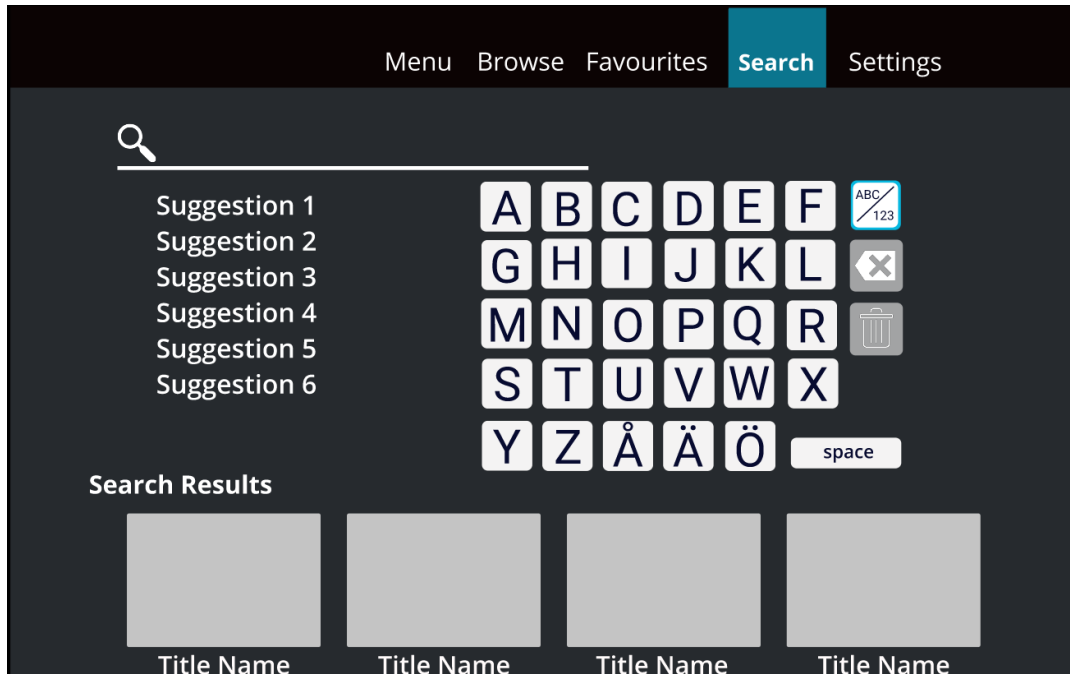 Menu Browse Favourites Search Settings
Suggestion 1
Suggestion 2
Suggestion 3
Suggestion 4
Suggestion 5
Suggestion 6
A B C D E F ABC/123
G H I J K L
M N O P Q R
S T U V W X
Y Z Å Ä Ö space
Search Results
Title Name Title Name Title Name Title Name